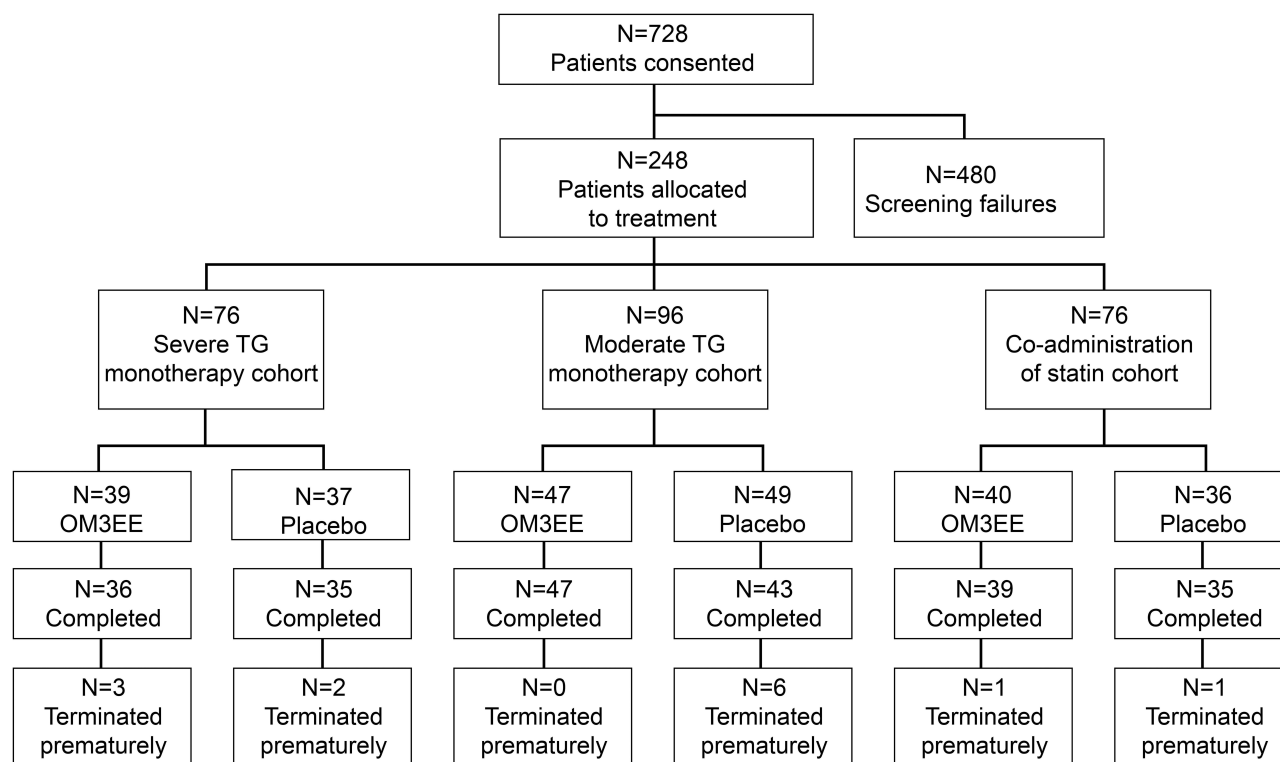 N=728
Patients consented
N=248
Patients allocated
to treatment
N=480
Screening failures
N=76
Severe TG
monotherapy cohort
N=96
Moderate TG
monotherapy cohort
N=76
Co-administration
of statin cohort
N=39
OM3EE
N=37
Placebo
N=47
OM3EE
N=49
Placebo
N=40
OM3EE
N=36
Placebo
N=36
Completed
N=35
Completed
N=47
Completed
N=43
Completed
N=39
Completed
N=35
Completed
N=3
Terminated
prematurely
N=2
Terminated
prematurely
N=0
Terminated
prematurely
N=6
Terminated
prematurely
N=1
Terminated
prematurely
N=1
Terminated
prematurely